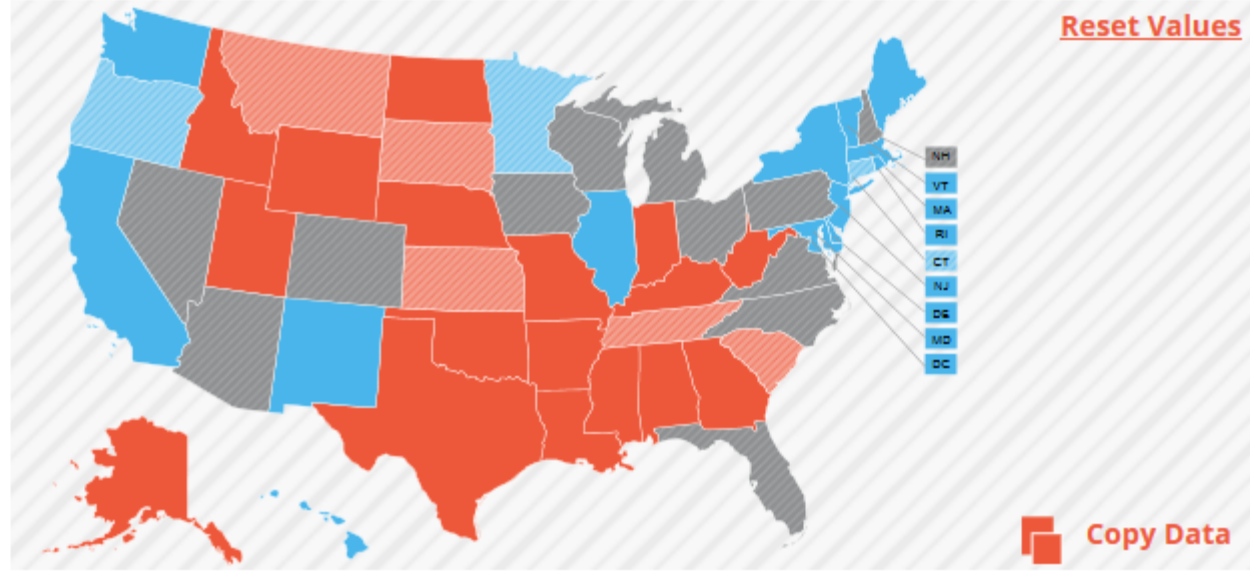 Reset Values
NH
VT
MA
RI
CT
NJ
DE
MD
DC
Copy Data